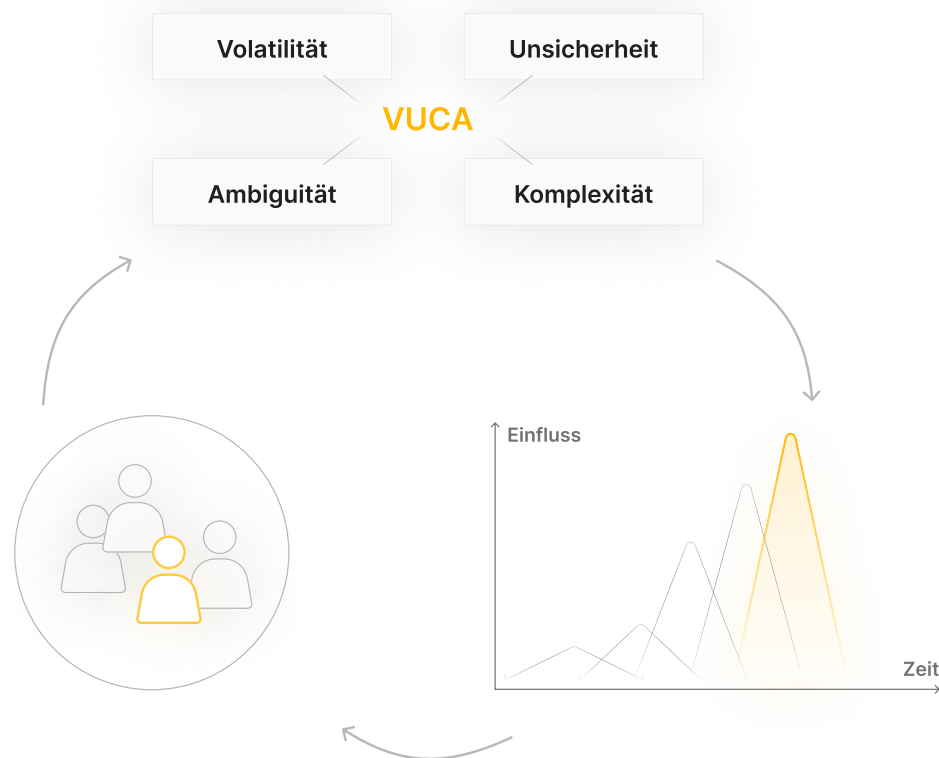 Volatilität
Unsicherheit
VUCA
Ambiguität
Komplexität
Einfluss
Zeit